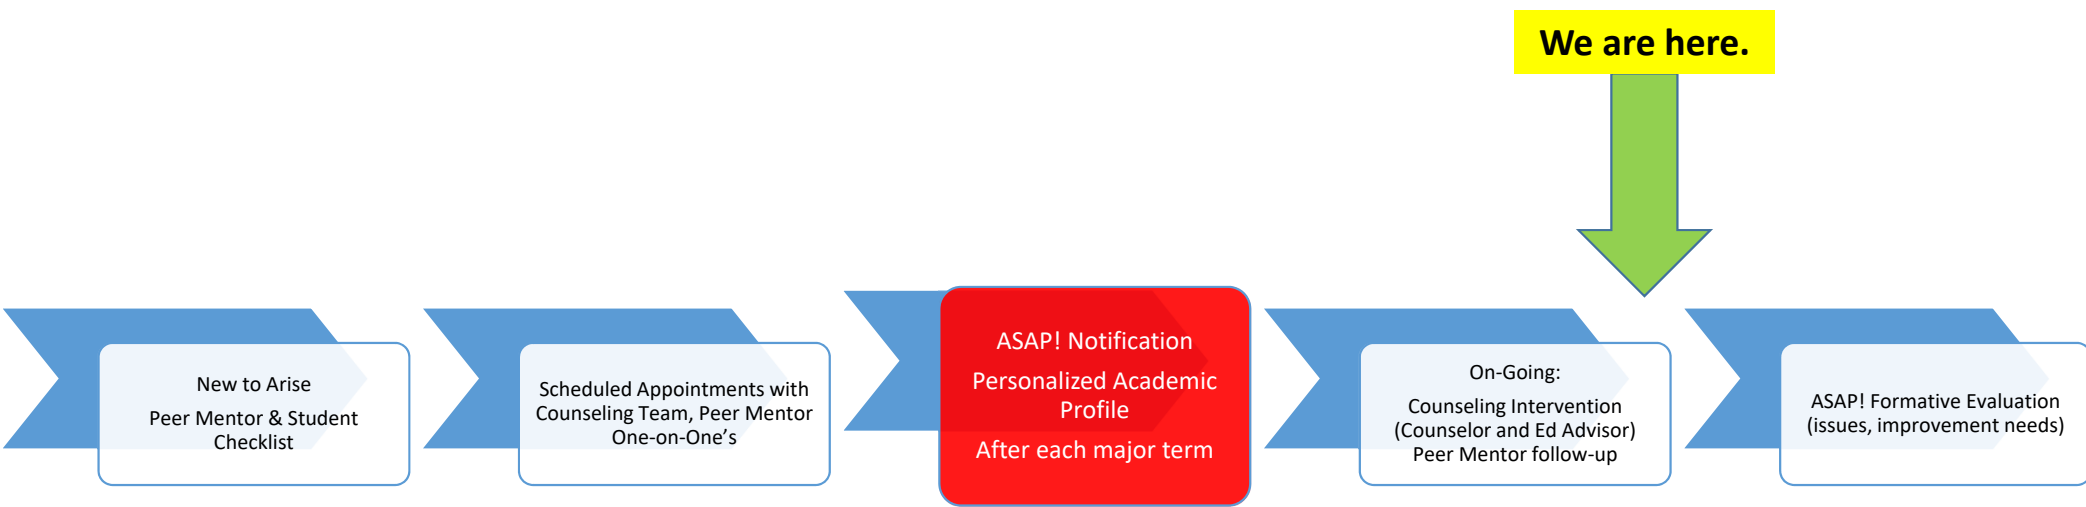 We are here.
New to Arise
Peer Mentor & Student
Checklist
Scheduled Appointments with
Counseling Team, Peer Mentor
One-on-One’s
ASAP! Notification
Personalized Academic
Profile
After each major term
On-Going:
Counseling Intervention
(Counselor and Ed Advisor)
Peer Mentor follow-up
ASAP! Formative Evaluation
(issues, improvement needs)